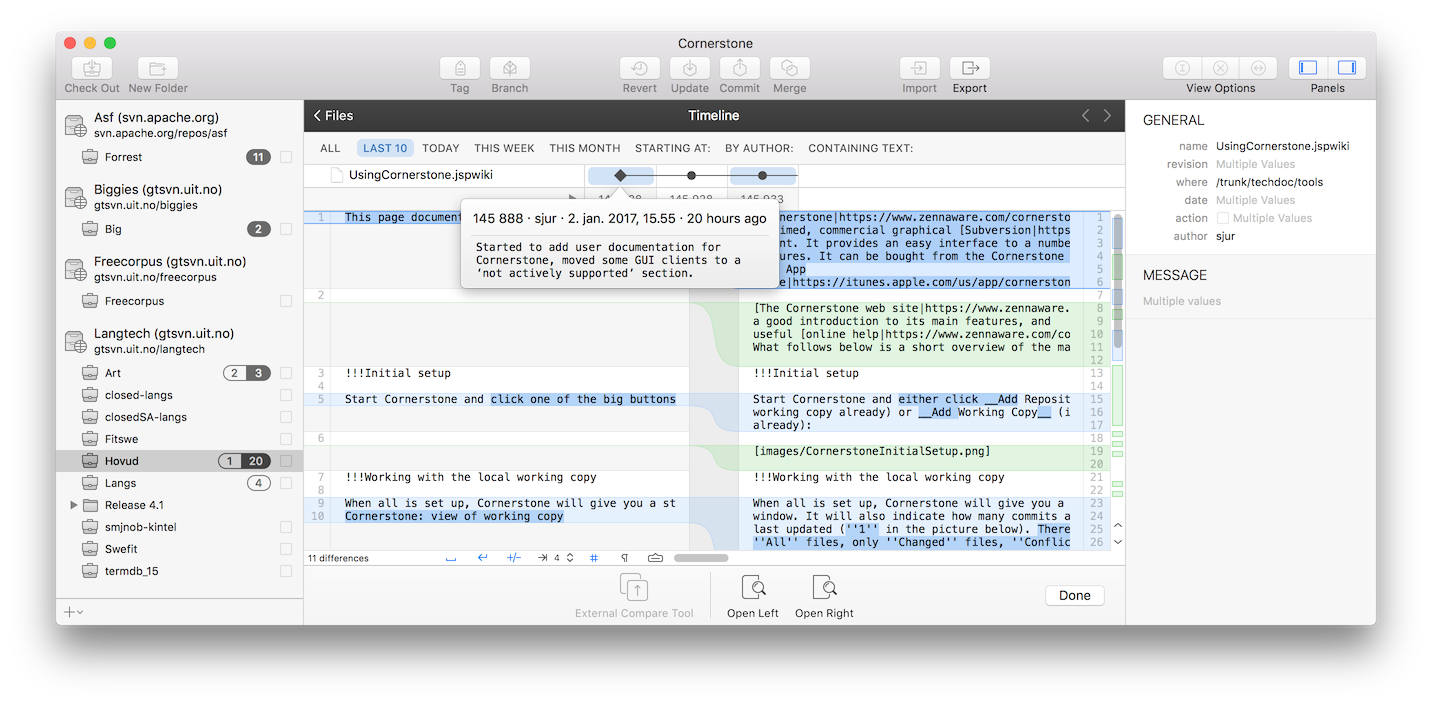 Cornerstone
Check Out New Folder Tag Branch Revert Update Commit Merge Import Export View Options Panels
Asf (svn.apache.org)
svn.apache.org/repos/asf
Forrest 11
Biggies (gtsvn.uit.no)
gtsvn.uit.no/biggies
Big 2
Freecorpus (gtsvn.uit.no)
gtsvn.uit.no/freecorpus
Freecorpus
Langtech (gtsvn.uit.no)
gtsvn.uit.no/langtech
Art 2 3
closed-langs
closedSA-langs
Fitswe
Hovud 1 20
Langs 4
Release 4.1
smjnob-kintel
Swefit
termdb_15
Files Timeline
ALL LAST 10 TODAY THIS WEEK THIS MONTH STARTING AT: BY AUTHOR: CONTAINING TEXT:
UsingCornerstone.jspwiki
145 888 · sjur · 2. jan. 2017, 15.55 · 20 hours ago
Started to add user documentation for
Cornerstone, moved some GUI clients to a
‘not actively supported’ section.
1 This page document
2
3 !!!Initial setup
4
5 Start Cornerstone and click one of the big buttons
6
7 !!!Working with the local working copy
8
9 When all is set up, Cornerstone will give you a st
10 Cornerstone: view of working copy
nerstone|https://www.zennaware.com/cornersto 1
imed, commercial graphical [Subversion|https 2
nt. It provides an easy interface to a numbe 3
ures. It can be bought from the Cornerstone 4
App 5
e|https://itunes.apple.com/us/app/cornerston 6
7
[The Cornerstone web site|https://www.zennaware. 8
a good introduction to its main features, and 9
useful [online help|https://www.zennaware.com/co 10
What follows below is a short overview of the ma 11
12
!!!Initial setup 13
14
Start Cornerstone and either click __Add Reposit 15
working copy already) or __Add Working Copy__ (i 16
already): 17
18
[images/CornerstoneInitialSetup.png] 19
20
!!!Working with the local working copy 21
22
When all is set up, Cornerstone will give you a 23
window. It will also indicate how many commits a 24
last updated (''1'' in the picture below). There 25
''All'' files, only ''Changed'' files, ''Conflic 26
11 differences +/- 4 # ¶
External Compare Tool Open Left Open Right Done
GENERAL
name UsingCornerstone.jspwiki
revision Multiple Values
where /trunk/techdoc/tools
date Multiple Values
action Multiple Values
author sjur
MESSAGE
Multiple values